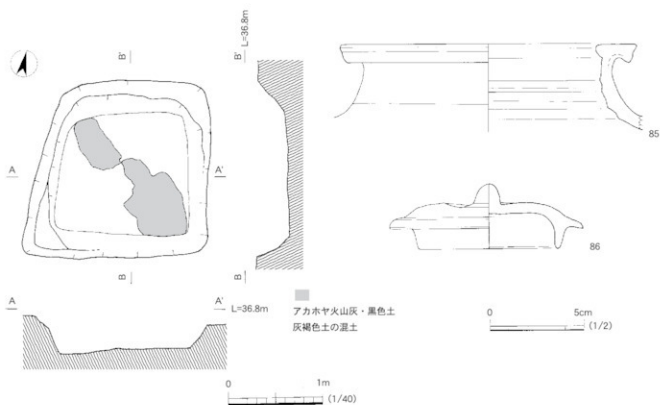 B'
B'
L=36.8m
A
A'
B
B
A
A'
L=36.8m
アカホヤ火山灰・黒色土
灰褐色土の混土
0
1m
(1/40)
85
86
0
5cm
(1/2)